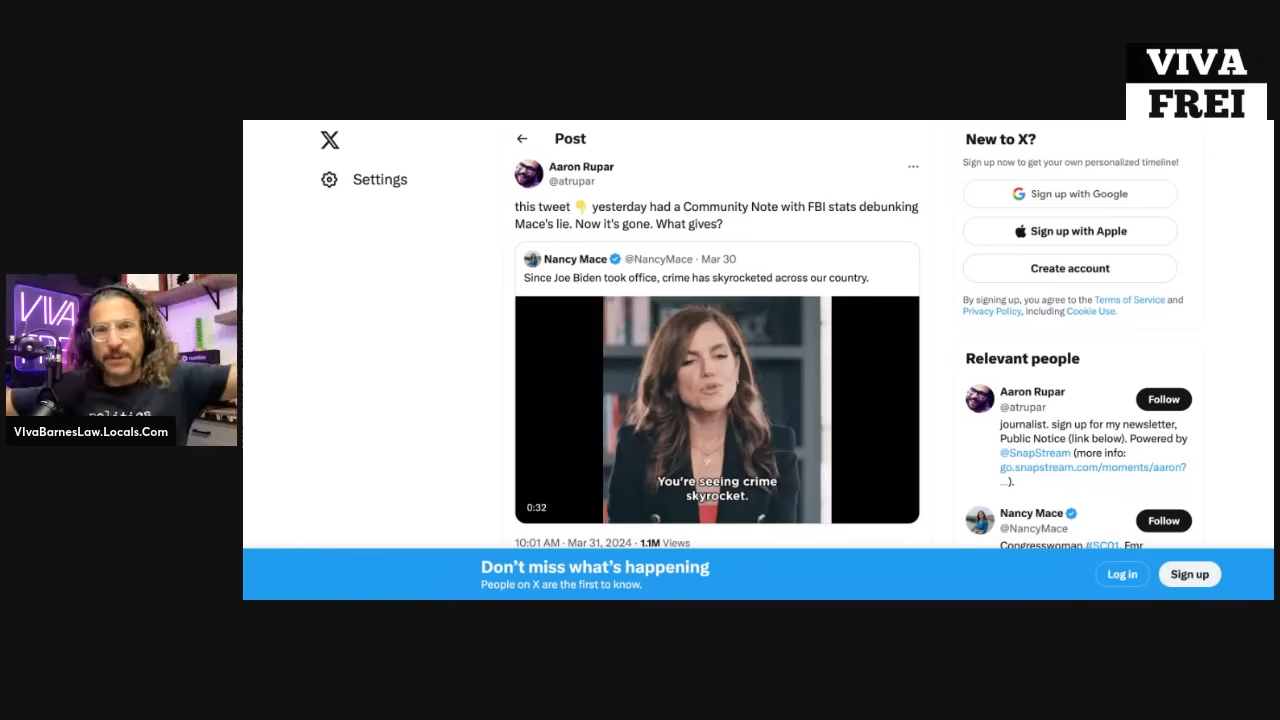 VIVA
FREI
Post
Settings
Aaron Rupar
@atrupar
this tweet 👇 yesterday had a Community Note with FBI stats debunking
Mace's lie. Now it's gone. What gives?
Nancy Mace @NancyMace · Mar 30
Since Joe Biden took office, crime has skyrocketed across our country.
You're seeing crime
skyrocket.
0:32
10:01 AM · Mar 31, 2024 · 1.1M Views
New to X?
Sign up now to get your own personalized timeline!
Sign up with Google
Sign up with Apple
Create account
By signing up, you agree to the Terms of Service and
Privacy Policy, including Cookie Use.
Relevant people
Aaron Rupar
@atrupar
Follow
journalist. sign up for my newsletter,
Public Notice (link below). Powered by
@SnapStream (more info:
go.snapstream.com/moments/aaron?
...).
Nancy Mace
@NancyMace
Follow
Congresswoman #SC01. Fmr
VIVA
politics
VIvaBarnesLaw.Locals.Com
Don't miss what's happening
People on X are the first to know.
Log in
Sign up